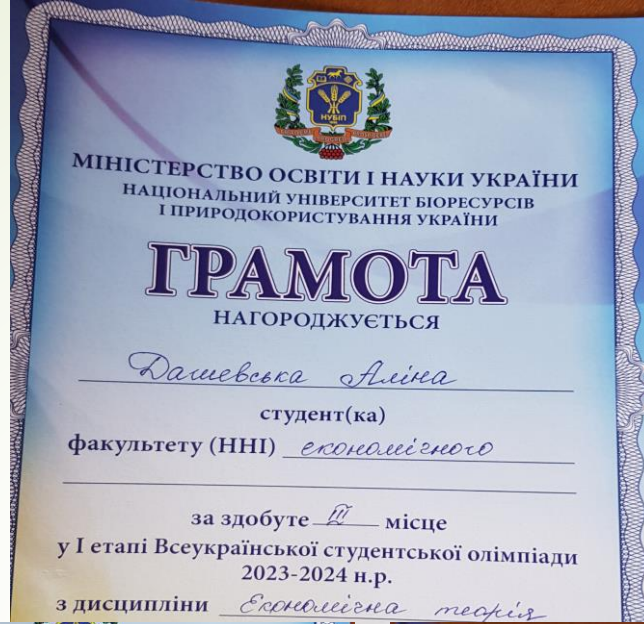 НУБІП
МІНІСТЕРСТВО ОСВІТИ І НАУКИ УКРАЇНИ
НАЦІОНАЛЬНИЙ УНІВЕРСИТЕТ БІОРЕСУРСІВ
І ПРИРОДОКОРИСТУВАННЯ УКРАЇНИ
ГРАМОТА
НАГОРОДЖУЄТЬСЯ
Дашевська Аліна
студент(ка)
факультету (ННІ) економічного
за здобуте III місце
у І етапі Всеукраїнської студентської олімпіади
2023-2024 н.р.
з дисципліни Економічна теорія